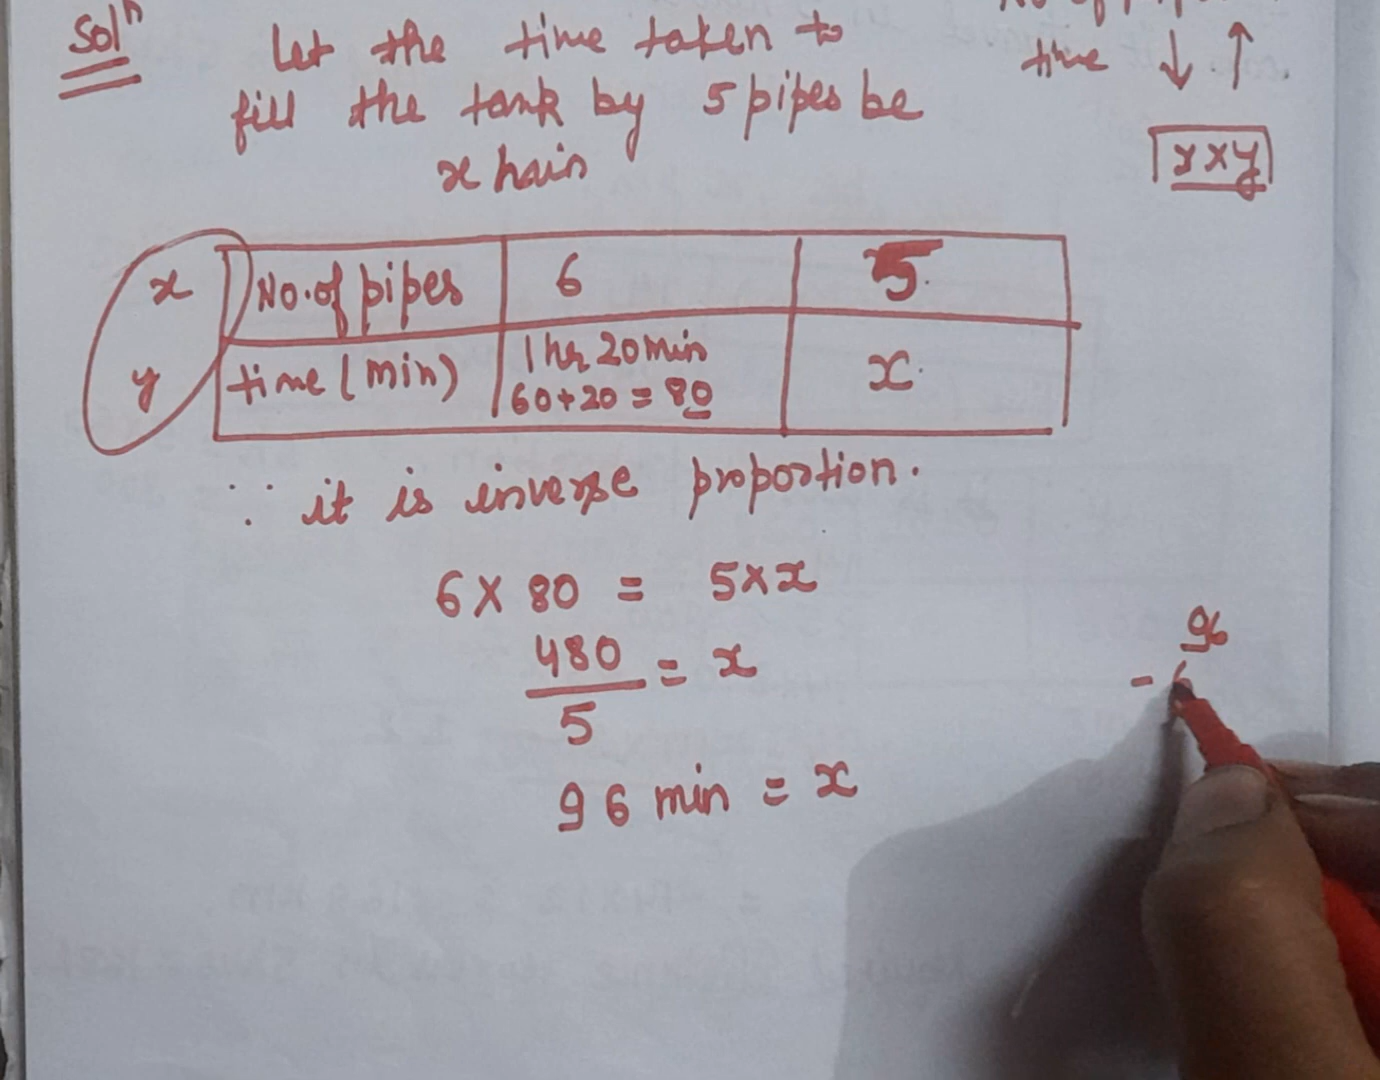 Solⁿ
Let the time taken to
fill the tank by 5 pipes be
x
time ↓ ↑
x x y
x No. of pipes 6 5
y time (min) 1 hr 20 min x
60+20 = 80
∵ it is inverse proportion.
6 X 80 = 5 X x
480/5 = x
96 min = x
96
- 6